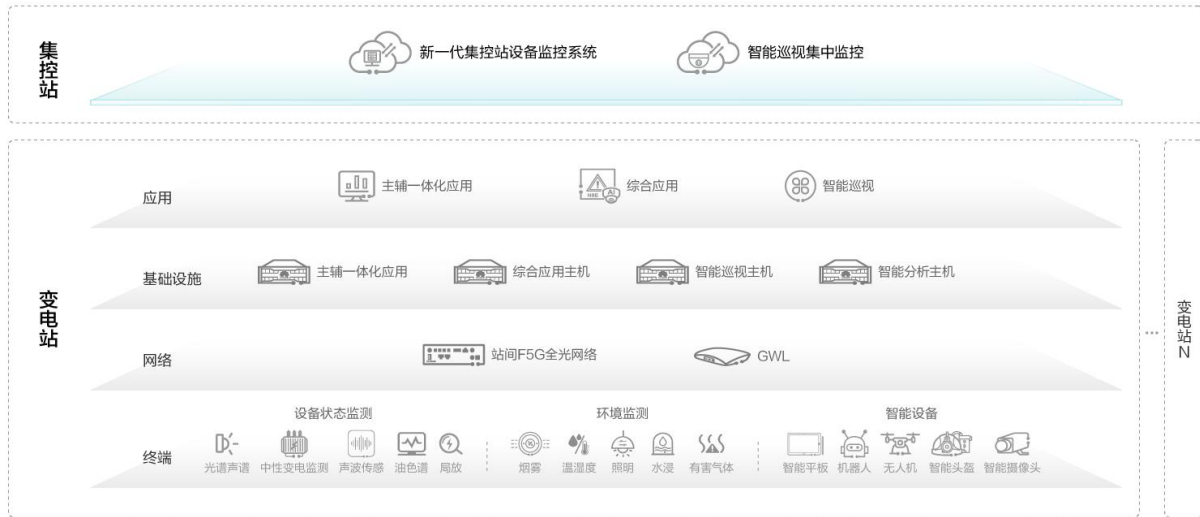 集控站
新一代集控站设备监控系统
智能巡视集中监控
变电站
应用
主辅一体化应用
综合应用
智能巡视
基础设施
主辅一体化应用
综合应用主机
智能巡视主机
智能分析主机
网络
站间F5G全光网络
GWL
终端
设备状态监测
环境监测
智能设备
光谱声谱
中性变电监测
声波传感
油色谱
局放
烟雾
温湿度
照明
水浸
有害气体
智能平板
机器人
无人机
智能头盔
智能摄像头
...
变电站N